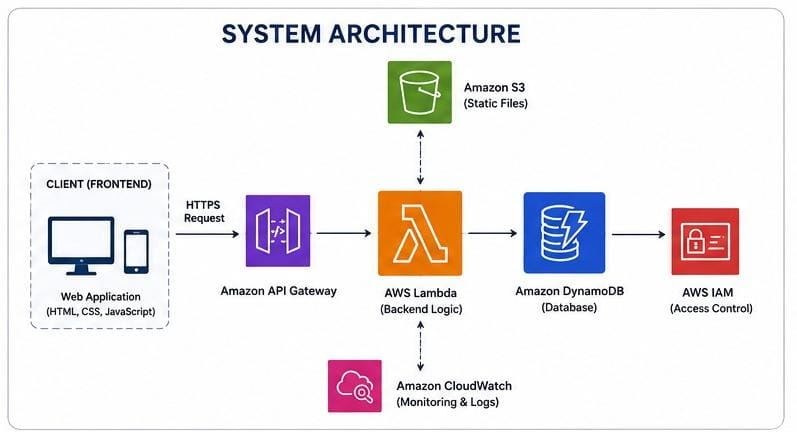 SYSTEM ARCHITECTURE
Amazon S3
(Static Files)
CLIENT (FRONTEND)
HTTPS
Request
Web Application
(HTML, CSS, JavaScript)
Amazon API Gateway
AWS Lambda
(Backend Logic)
Amazon DynamoDB
(Database)
AWS IAM
(Access Control)
Amazon CloudWatch
(Monitoring & Logs)